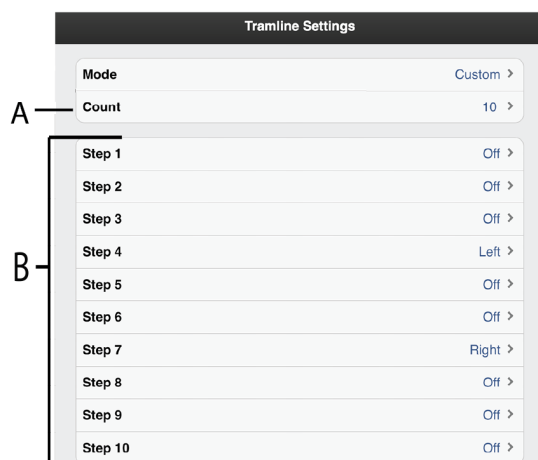 Tramline Settings
Mode Custom >
A Count 10 >
Step 1 Off >
Step 2 Off >
Step 3 Off >
Step 4 Left >
B Step 5 Off >
Step 6 Off >
Step 7 Right >
Step 8 Off >
Step 9 Off >
Step 10 Off >